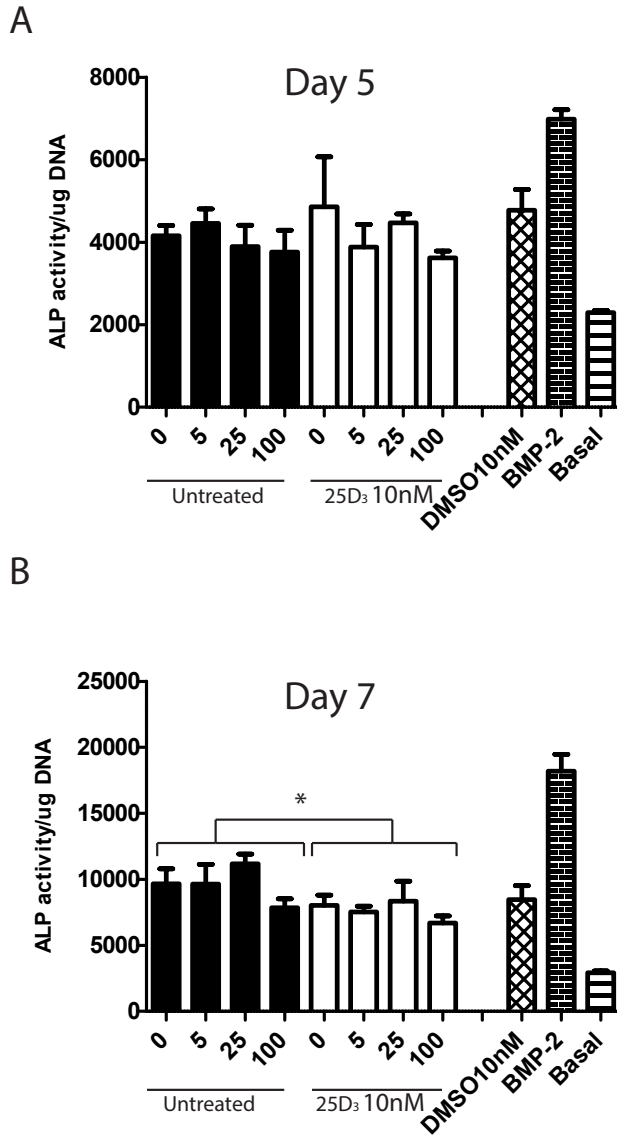 A
Day 5
ALP activity/ug DNA
8000
6000
4000
2000
0
0 5 25 100 0 5 25 100 DMSO10nM BMP-2 Basal
Untreated 25D₃ 10nM
B
Day 7
ALP activity/ug DNA
25000
20000
15000
10000
5000
0
*
0 5 25 100 0 5 25 100 DMSO10nM BMP-2 Basal
Untreated 25D₃ 10nM